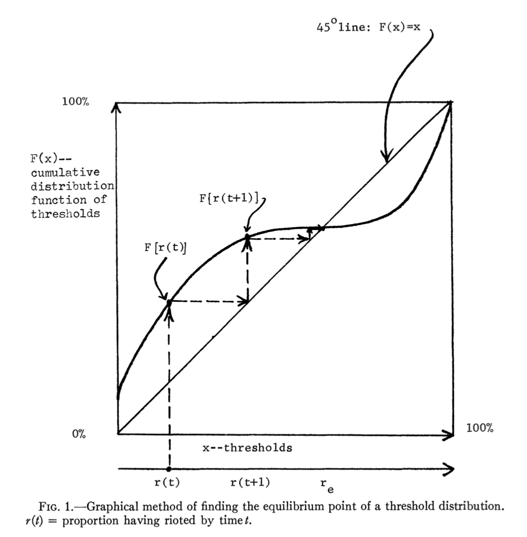 45°line: F(x)=x
100%
F(x)--
cumulative
distribution
function of
thresholds
F[r(t+1)]
F[r(t)]
0%
100%
x--thresholds
r(t)
r(t+1)
re
FIG. 1.—Graphical method of finding the equilibrium point of a threshold distribution.
r(t) = proportion having rioted by time t.